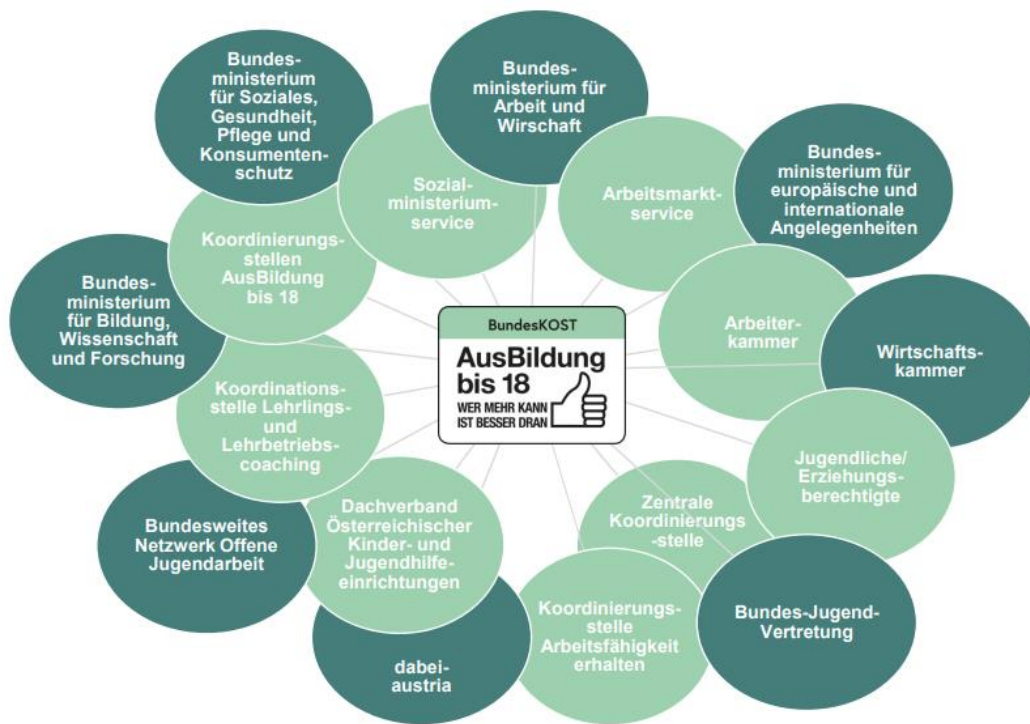 Bundes-
ministerium
für Soziales,
Gesundheit,
Pflege und
Konsumenten-
schutz
Bundes-
ministerium für
Arbeit und
Wirschaft
Bundes-
ministerium für
europäische und
internationale
Angelegenheiten
Sozial-
ministerium-
service
Arbeitsmarkt-
service
Koordinierungs-
stellen
AusBildung
bis 18
Bundes-
ministerium
für Bildung,
Wissenschaft
und Forschung
Arbeiter-
kammer
Wirtschafts-
kammer
BundesKOST
AusBildung
bis 18
WER MEHR KANN
IST BESSER DRAN
Koordinations-
stelle Lehrlings-
und
Lehrbetriebs-
coaching
Jugendliche/
Erziehungs-
berechtigte
Bundesweites
Netzwerk Offene
Jugendarbeit
Dachverband
Österreichischer
Kinder- und
Jugendhilfe-
einrichtungen
Zentrale
Koordinierungs
-stelle
Koordinierungs-
stelle
Arbeitsfähigkeit
erhalten
Bundes-Jugend-
Vertretung
dabei-
austria